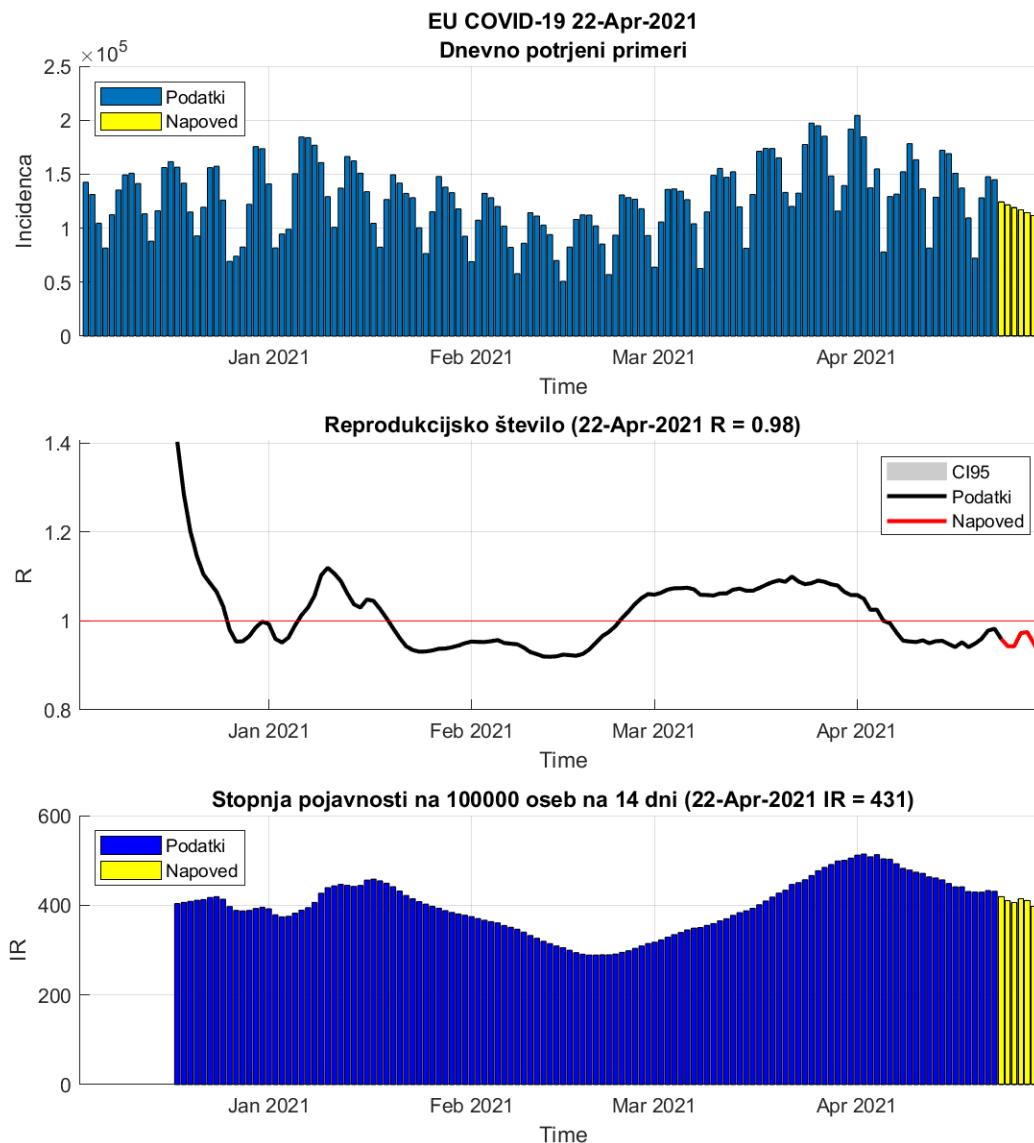 EU COVID-19 22-Apr-2021
Dnevno potrjeni primeri
×10^5
2.5
2
1.5
1
0.5
0
Incidenca
Podatki
Napoved
Jan 2021 Feb 2021 Mar 2021 Apr 2021
Time
Reprodukcijsko število (22-Apr-2021 R = 0.98)
1.4
1.2
1
0.8
R
CI95
Podatki
Napoved
Jan 2021 Feb 2021 Mar 2021 Apr 2021
Time
Stopnja pojavnosti na 100000 oseb na 14 dni (22-Apr-2021 IR = 431)
600
400
200
0
IR
Podatki
Napoved
Jan 2021 Feb 2021 Mar 2021 Apr 2021
Time